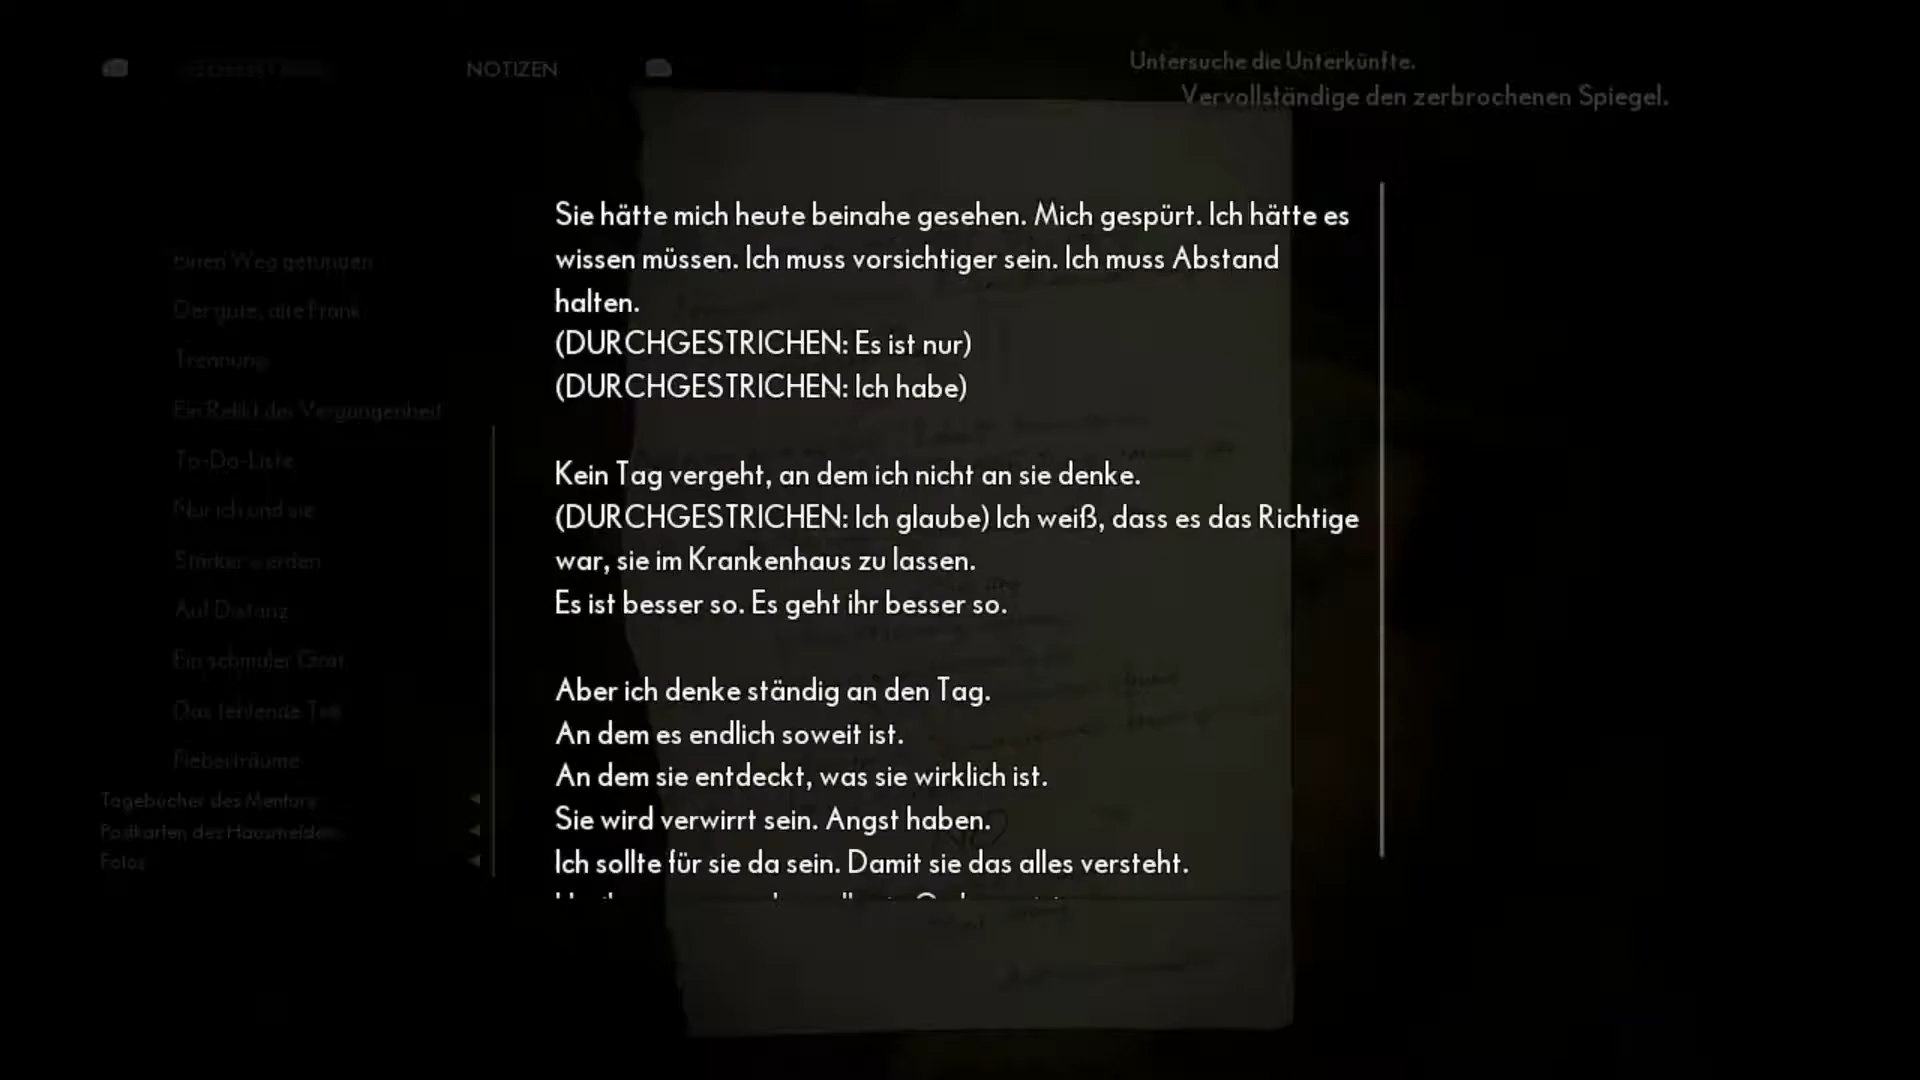 NOTIZEN
Untersuche die Unterkünfte.
Vervollständige den zerbrochenen Spiegel.
Einen Weg gefunden
Der gute, alte Frank
Trennung
Ein Relikt der Vergangenheit
To-Do-Liste
Nur ich und sie
Stärker werden
Auf Distanz
Ein schmaler Grat
Das fehlende Teil
Fieberträume
Tagebücher des Mentors
Postkarten des Hausmeisters
Fotos
Sie hätte mich heute beinahe gesehen. Mich gespürt. Ich hätte es
wissen müssen. Ich muss vorsichtiger sein. Ich muss Abstand
halten.
(DURCHGESTRICHEN: Es ist nur)
(DURCHGESTRICHEN: Ich habe)
Kein Tag vergeht, an dem ich nicht an sie denke.
(DURCHGESTRICHEN: Ich glaube) Ich weiß, dass es das Richtige
war, sie im Krankenhaus zu lassen.
Es ist besser so. Es geht ihr besser so.
Aber ich denke ständig an den Tag.
An dem es endlich soweit ist.
An dem sie entdeckt, was sie wirklich ist.
Sie wird verwirrt sein. Angst haben.
Ich sollte für sie da sein. Damit sie das alles versteht.